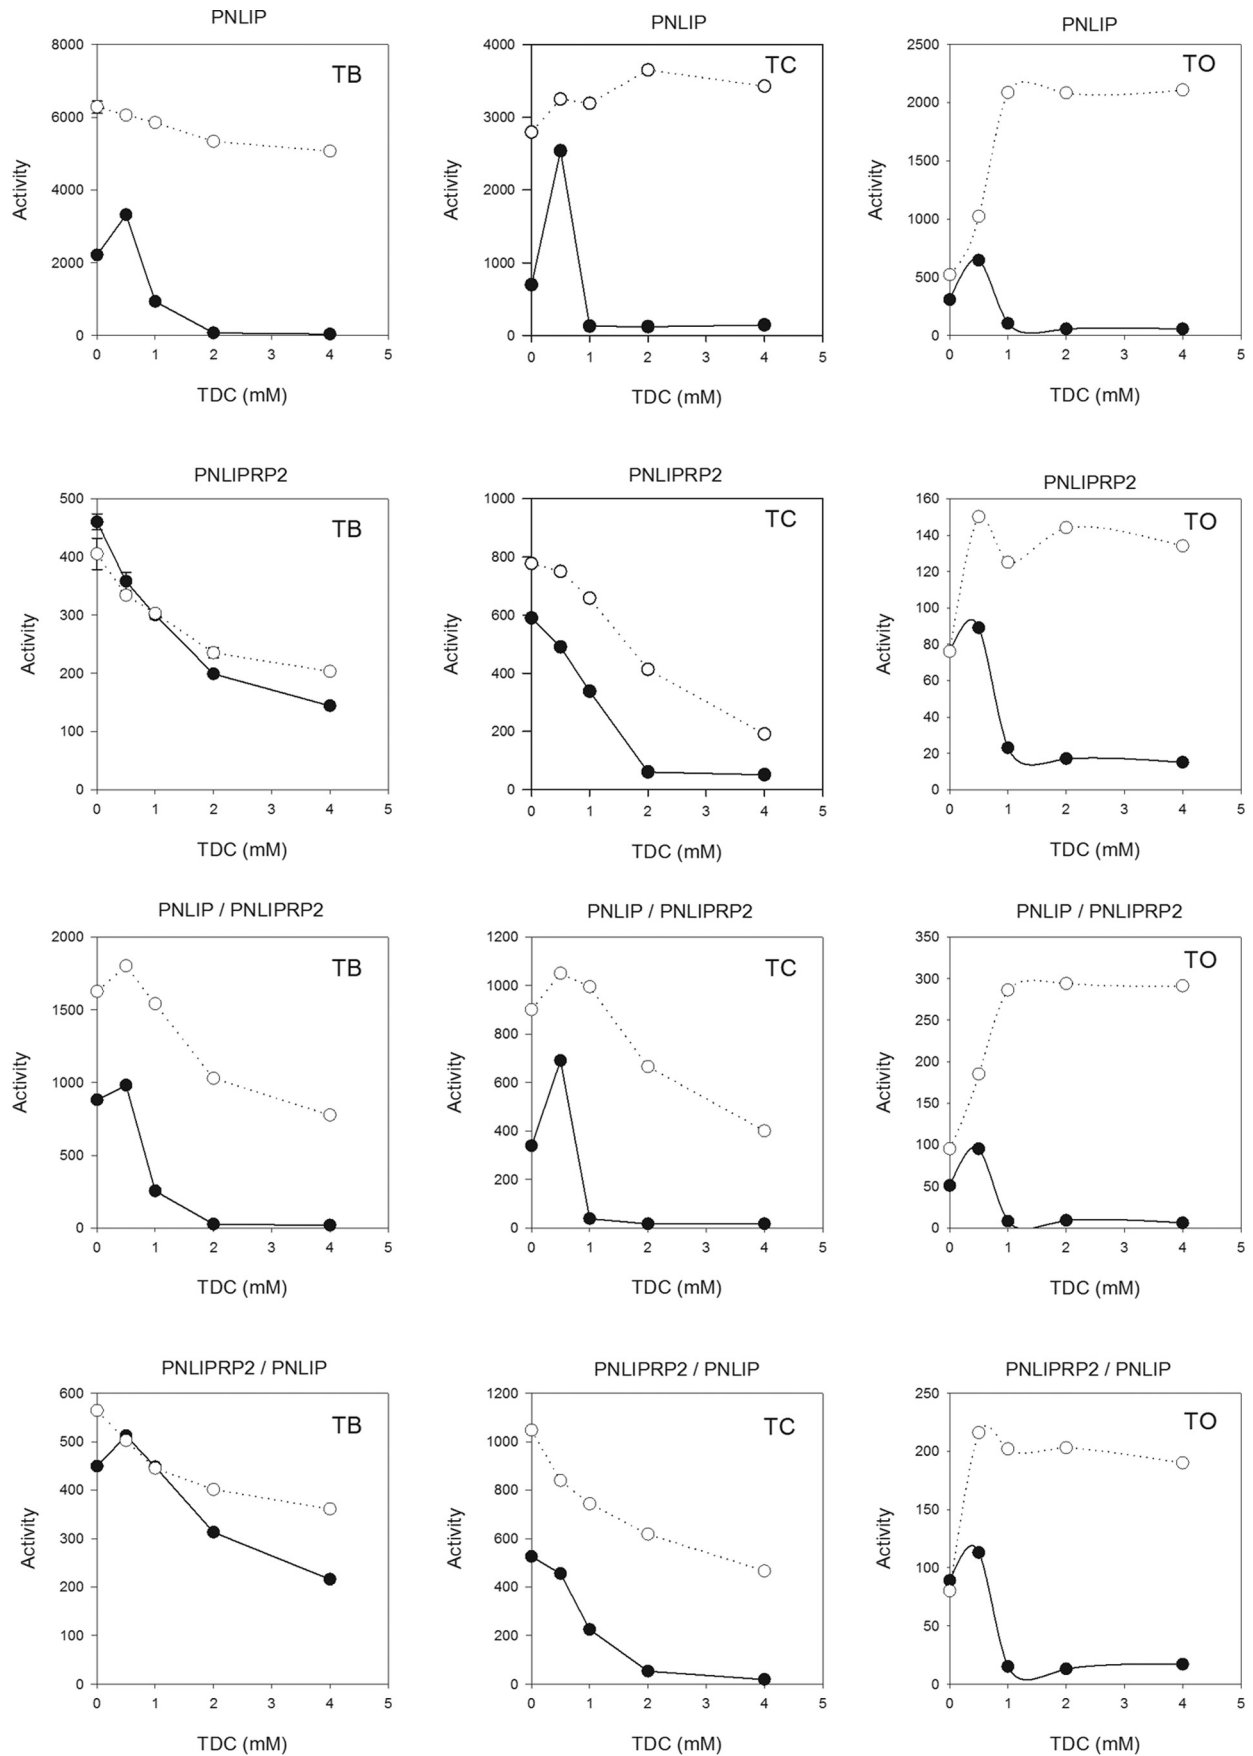 PNLIP
PNLIP
PNLIP
8000
6000
4000
2000
0
Activity
TB
0 1 2 3 4 5
TDC (mM)
4000
3000
2000
1000
0
Activity
TC
0 1 2 3 4 5
TDC (mM)
2500
2000
1500
1000
500
0
Activity
TO
0 1 2 3 4 5
TDC (mM)
PNLIPRP2
PNLIPRP2
PNLIPRP2
500
400
300
200
100
0
Activity
TB
0 1 2 3 4 5
TDC (mM)
1000
800
600
400
200
0
Activity
TC
0 1 2 3 4 5
TDC (mM)
160
140
120
100
80
60
40
20
0
Activity
TO
0 1 2 3 4 5
TDC (mM)
PNLIP / PNLIPRP2
PNLIP / PNLIPRP2
PNLIP / PNLIPRP2
2000
1500
1000
500
0
Activity
TB
0 1 2 3 4 5
TDC (mM)
1200
1000
800
600
400
200
0
Activity
TC
0 1 2 3 4 5
TDC (mM)
350
300
250
200
150
100
50
0
Activity
TO
0 1 2 3 4 5
TDC (mM)
PNLIPRP2 / PNLIP
PNLIPRP2 / PNLIP
PNLIPRP2 / PNLIP
600
500
400
300
200
100
0
Activity
TB
0 1 2 3 4 5
TDC (mM)
1200
1000
800
600
400
200
0
Activity
TC
0 1 2 3 4 5
TDC (mM)
250
200
150
100
50
0
Activity
TO
0 1 2 3 4 5
TDC (mM)